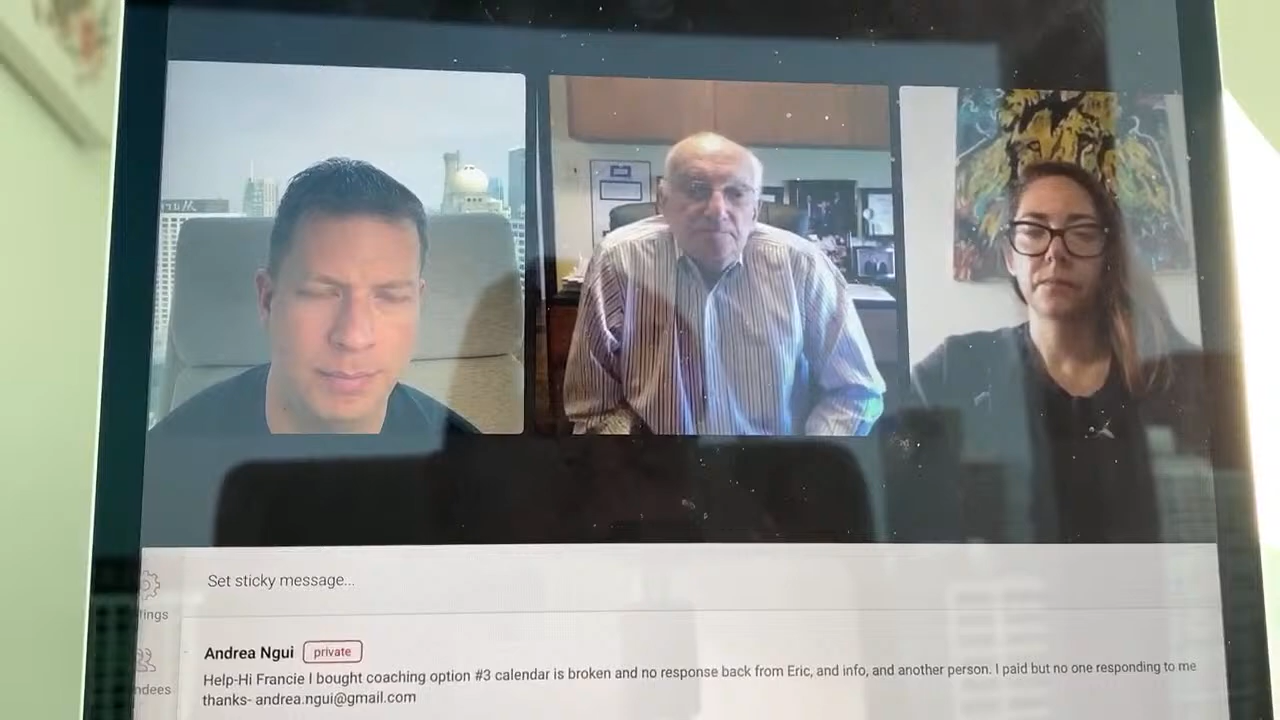 Set sticky message...
tings
Andrea Ngui private
Help-Hi Francie I bought coaching option #3 calendar is broken and no response back from Eric, and info, and another person. I paid but no one responding to me
ndees
thanks- andrea.ngui@gmail.com